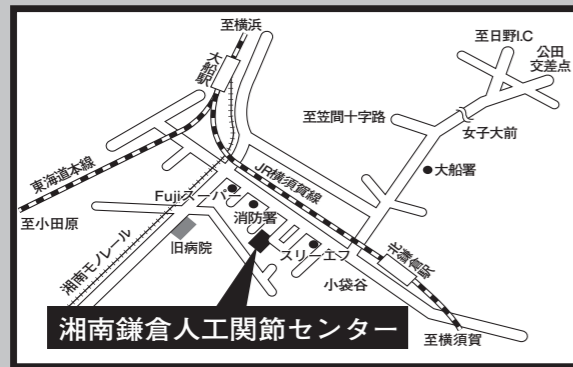 至横浜
大船駅
至日野I.C
公田
交差点
至笠間十字路
女子大前
大船署
東海道本線
JR横須賀線
Fujiスーパー
消防署
至小田原
旧病院
スリーエフ
北鎌倉駅
湘南モノレール
小袋谷
湘南鎌倉人工関節センター
至横須賀